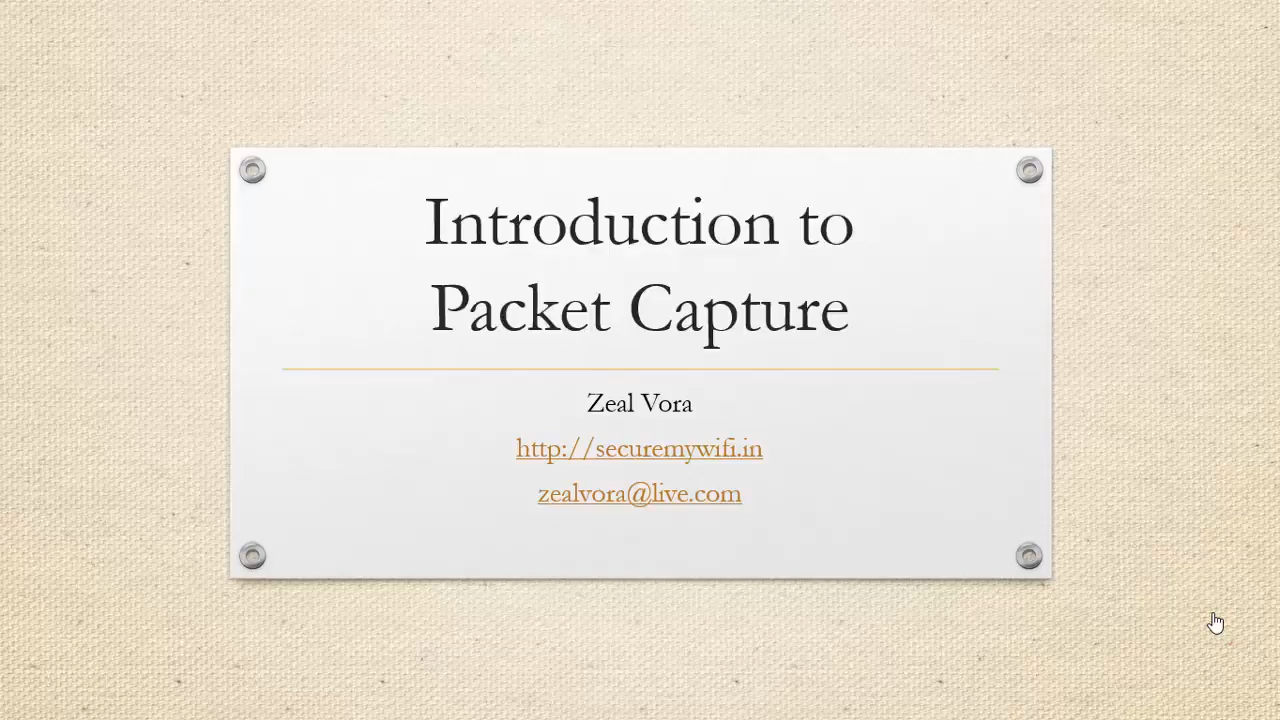 Introduction to
Packet Capture
Zeal Vora
http://securemywifi.in
zealvora@live.com